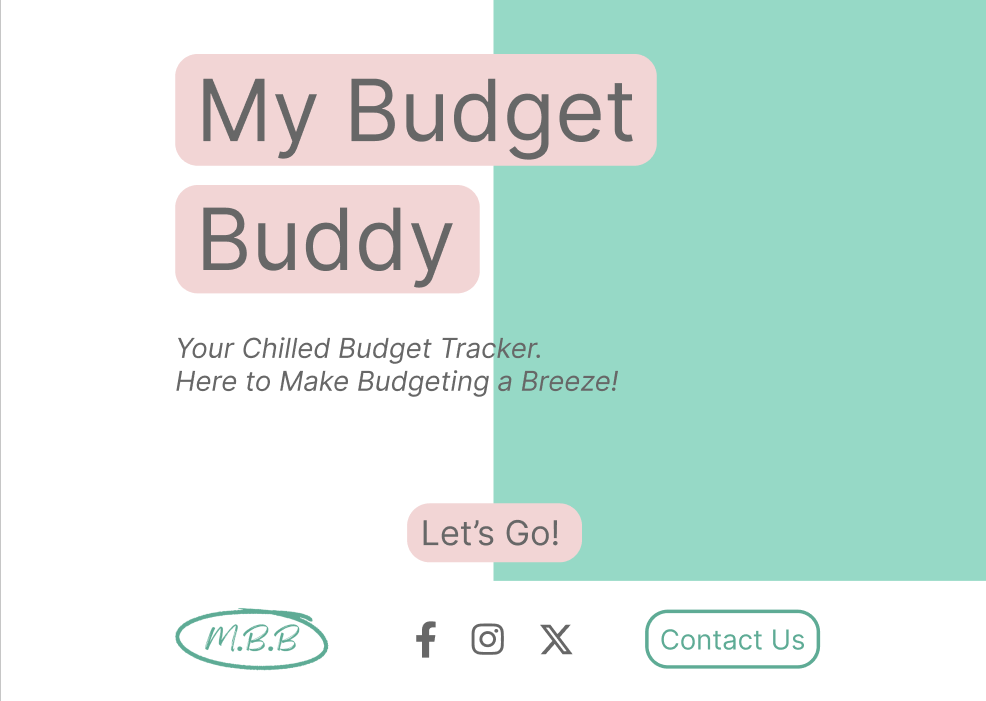 My Budget
Buddy
Your Chilled Budget Tracker.
Here to Make Budgeting a Breeze!
Let’s Go!
M.B.B
Contact Us